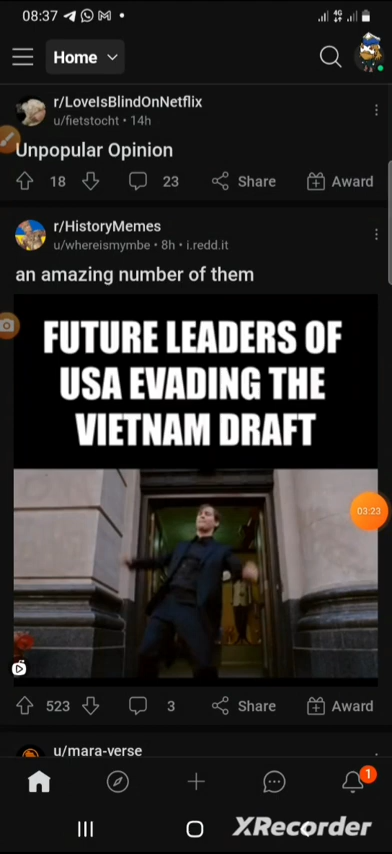 08:37
4G
Home
r/LoveIsBlindOnNetflix
u/fietstocht • 14h
Unpopular Opinion
18 23 Share Award
r/HistoryMemes
u/whereismymbe • 8h • i.redd.it
an amazing number of them
FUTURE LEADERS OF
USA EVADING THE
VIETNAM DRAFT
03:23
523 3 Share Award
u/mara-verse
1
XRecorder